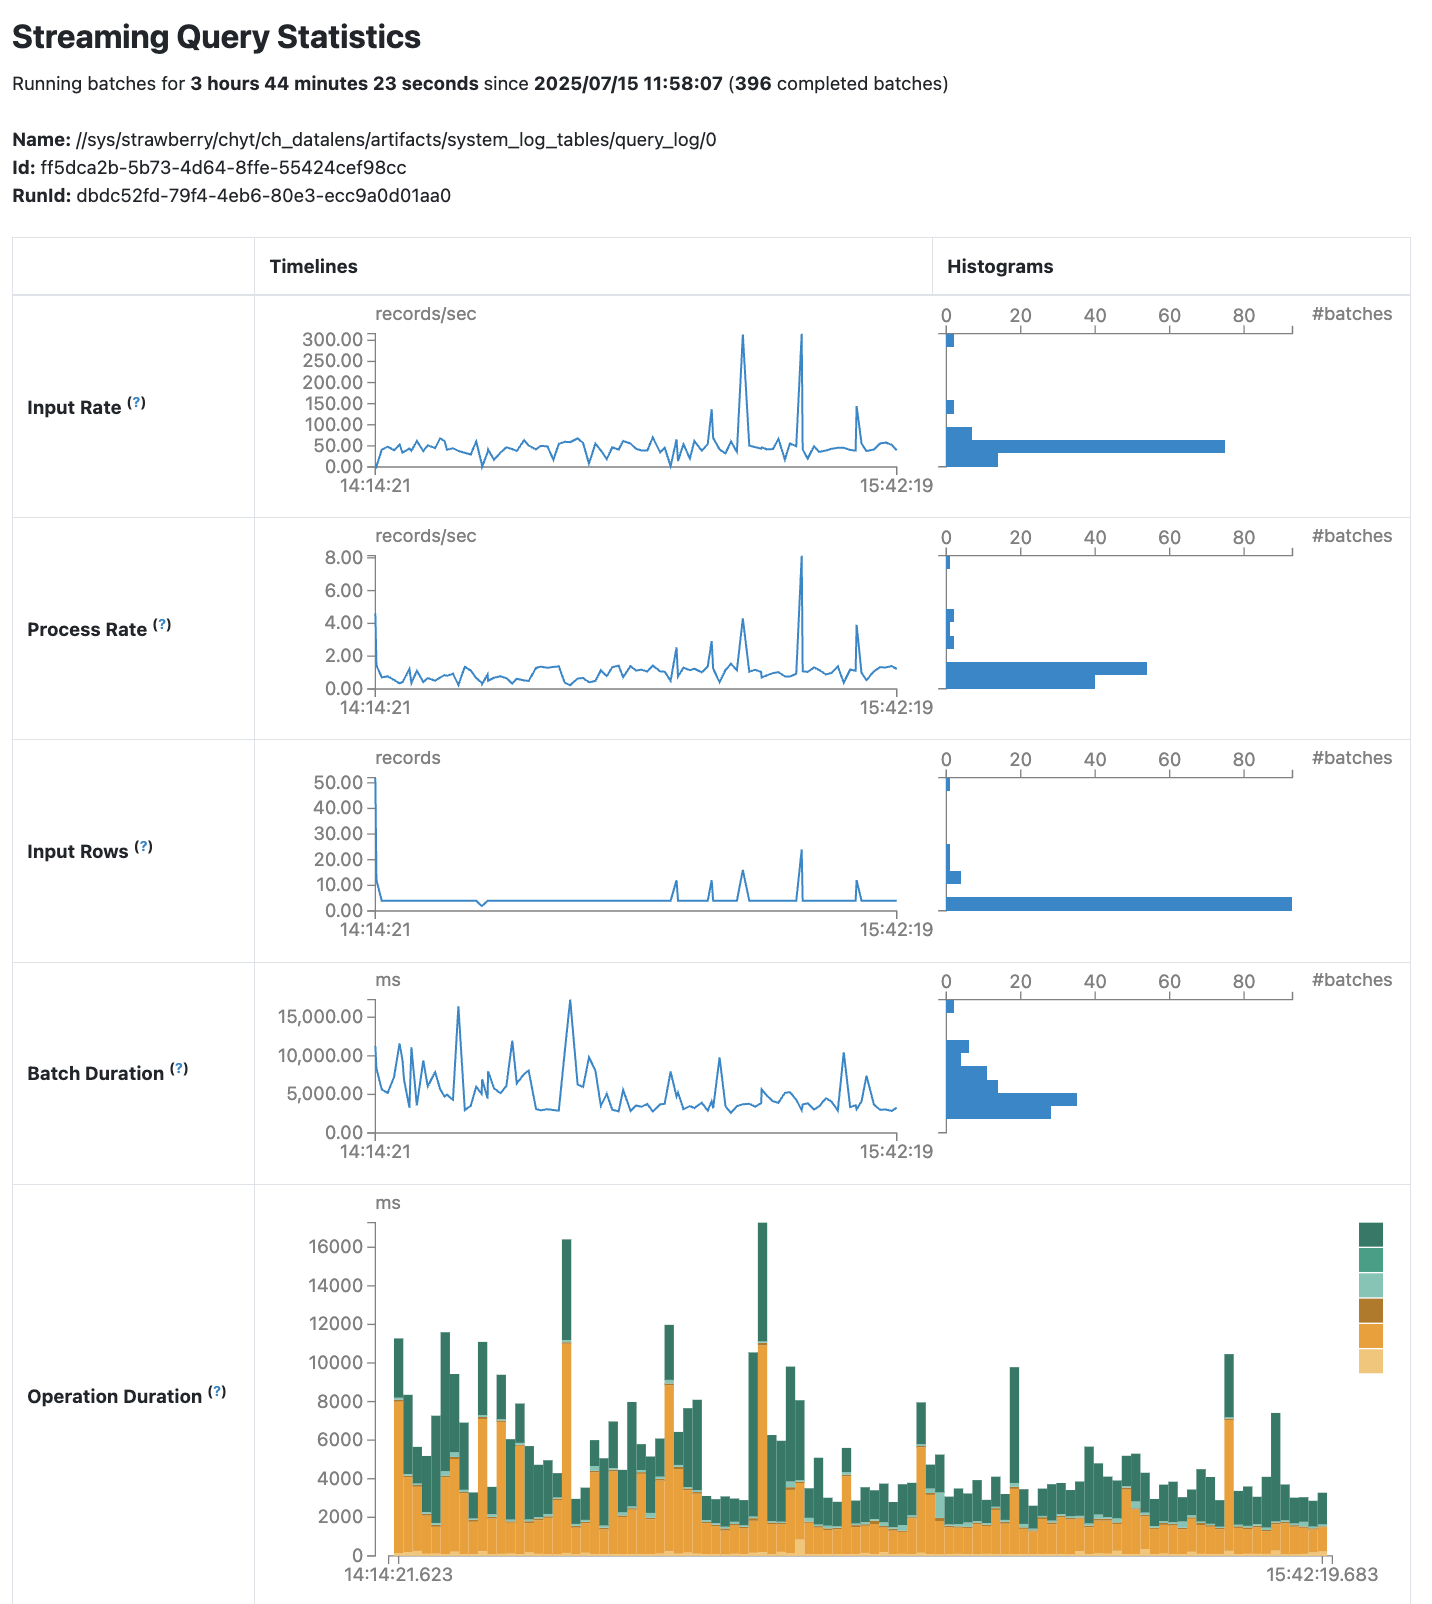 Streaming Query Statistics
Running batches for 3 hours 44 minutes 23 seconds since 2025/07/15 11:58:07 (396 completed batches)
Name: //sys/strawberry/chyt/ch_datalens/artifacts/system_log_tables/query_log/0
Id: ff5dca2b-5b73-4d64-8ffe-55424cef98cc
RunId: dbdc52fd-79f4-4eb6-80e3-ecc9a0d01aa0
Timelines Histograms
Input Rate (?)
records/sec
300.00
250.00
200.00
150.00
100.00
50.00
0.00
14:14:21 15:42:19
0 20 40 60 80 #batches
Process Rate (?)
records/sec
8.00
6.00
4.00
2.00
0.00
14:14:21 15:42:19
0 20 40 60 80 #batches
Input Rows (?)
records
50.00
40.00
30.00
20.00
10.00
0.00
14:14:21 15:42:19
0 20 40 60 80 #batches
Batch Duration (?)
ms
15,000.00
10,000.00
5,000.00
0.00
14:14:21 15:42:19
0 20 40 60 80 #batches
Operation Duration (?)
ms
16000
14000
12000
10000
8000
6000
4000
2000
0
14:14:21.623 15:42:19.683